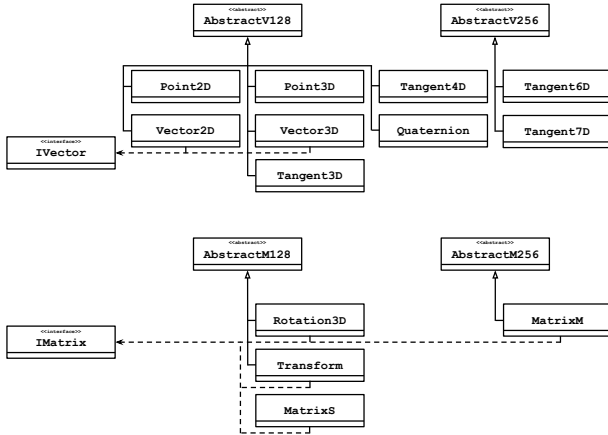 <<abstract>>
AbstractV128
<<abstract>>
AbstractV256
Point2D
Point3D
Tangent4D
Tangent6D
Vector2D
Vector3D
Quaternion
Tangent7D
<<interface>>
IVector
Tangent3D
<<abstract>>
AbstractM128
<<abstract>>
AbstractM256
Rotation3D
MatrixM
<<interface>>
IMatrix
Transform
MatrixS